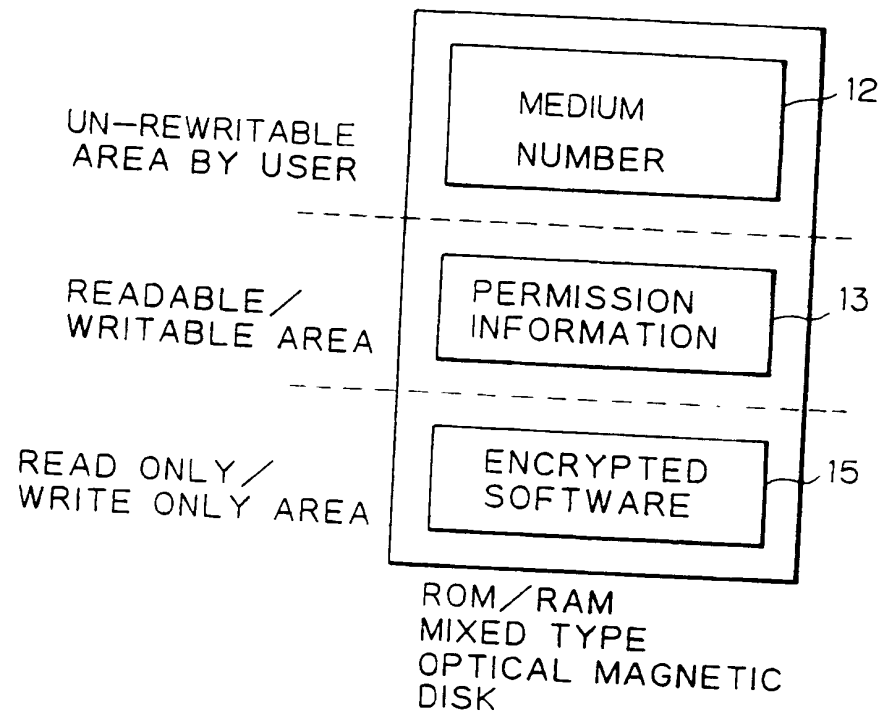 UN-REWRITABLE
AREA BY USER
MEDIUM
NUMBER
12
READABLE/
WRITABLE AREA
PERMISSION
INFORMATION
13
READ ONLY/
WRITE ONLY AREA
ENCRYPTED
SOFTWARE
15
ROM/RAM
MIXED TYPE
OPTICAL MAGNETIC
DISK